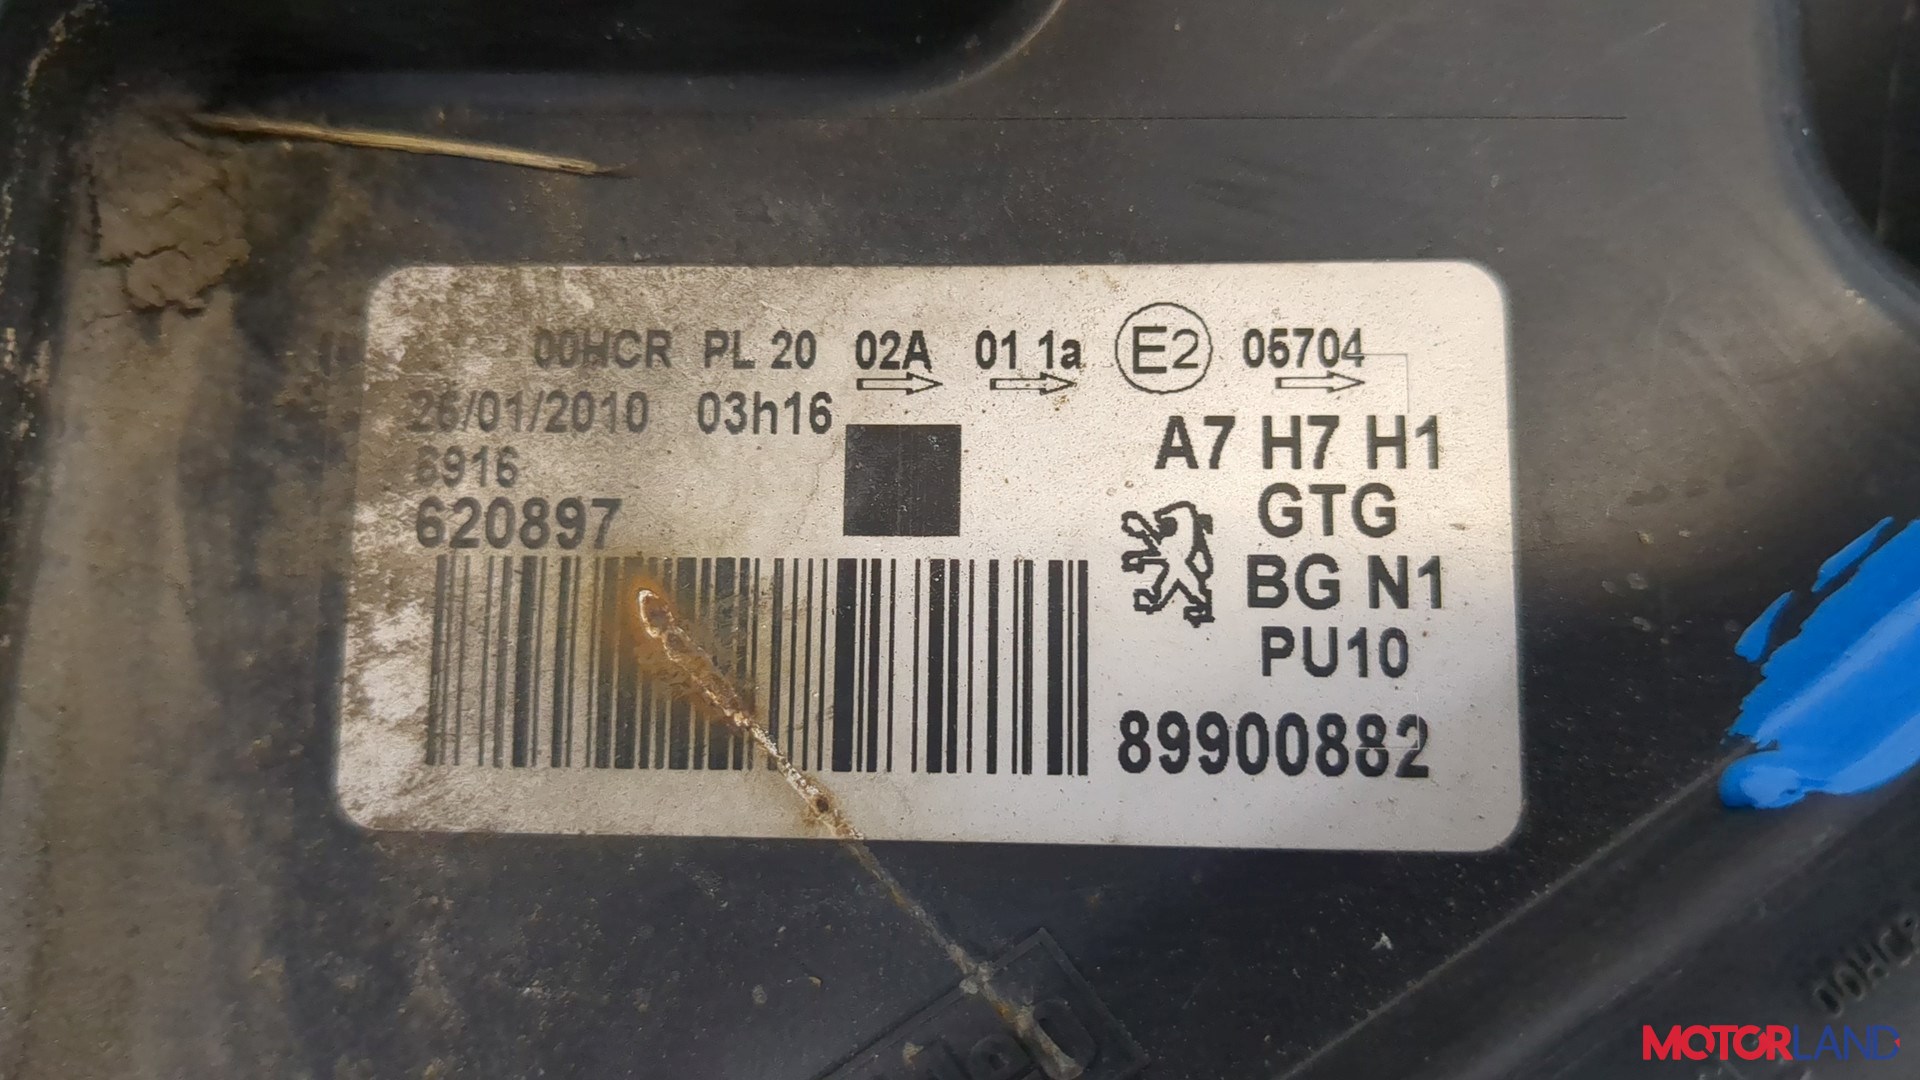 00HCR PL 20 02A 01 1a E2 05704
26/01/2010 03h16
6916
620897
A7 H7 H1
GTG
BG N1
PU10
89900882
00HCR
MOTORLAND